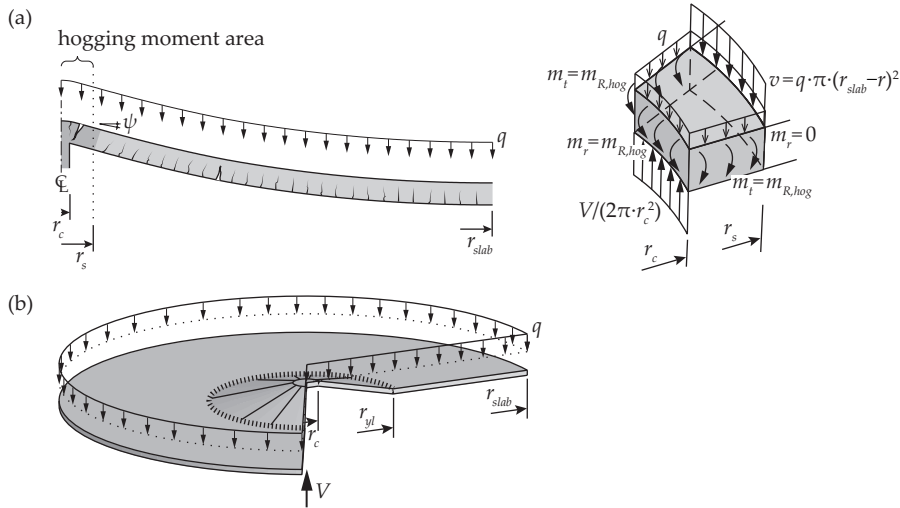 (a)
hogging moment area
ψ
q
℄
r_c
r_s
r_slab
q
m_t=m_R,hog
v=q·π·(r_slab−r)²
m_r=m_R,hog
m_r=0
m_t=m_R,hog
V/(2π·r_c²)
r_c
r_s
(b)
q
r_c
r_yl
r_slab
V